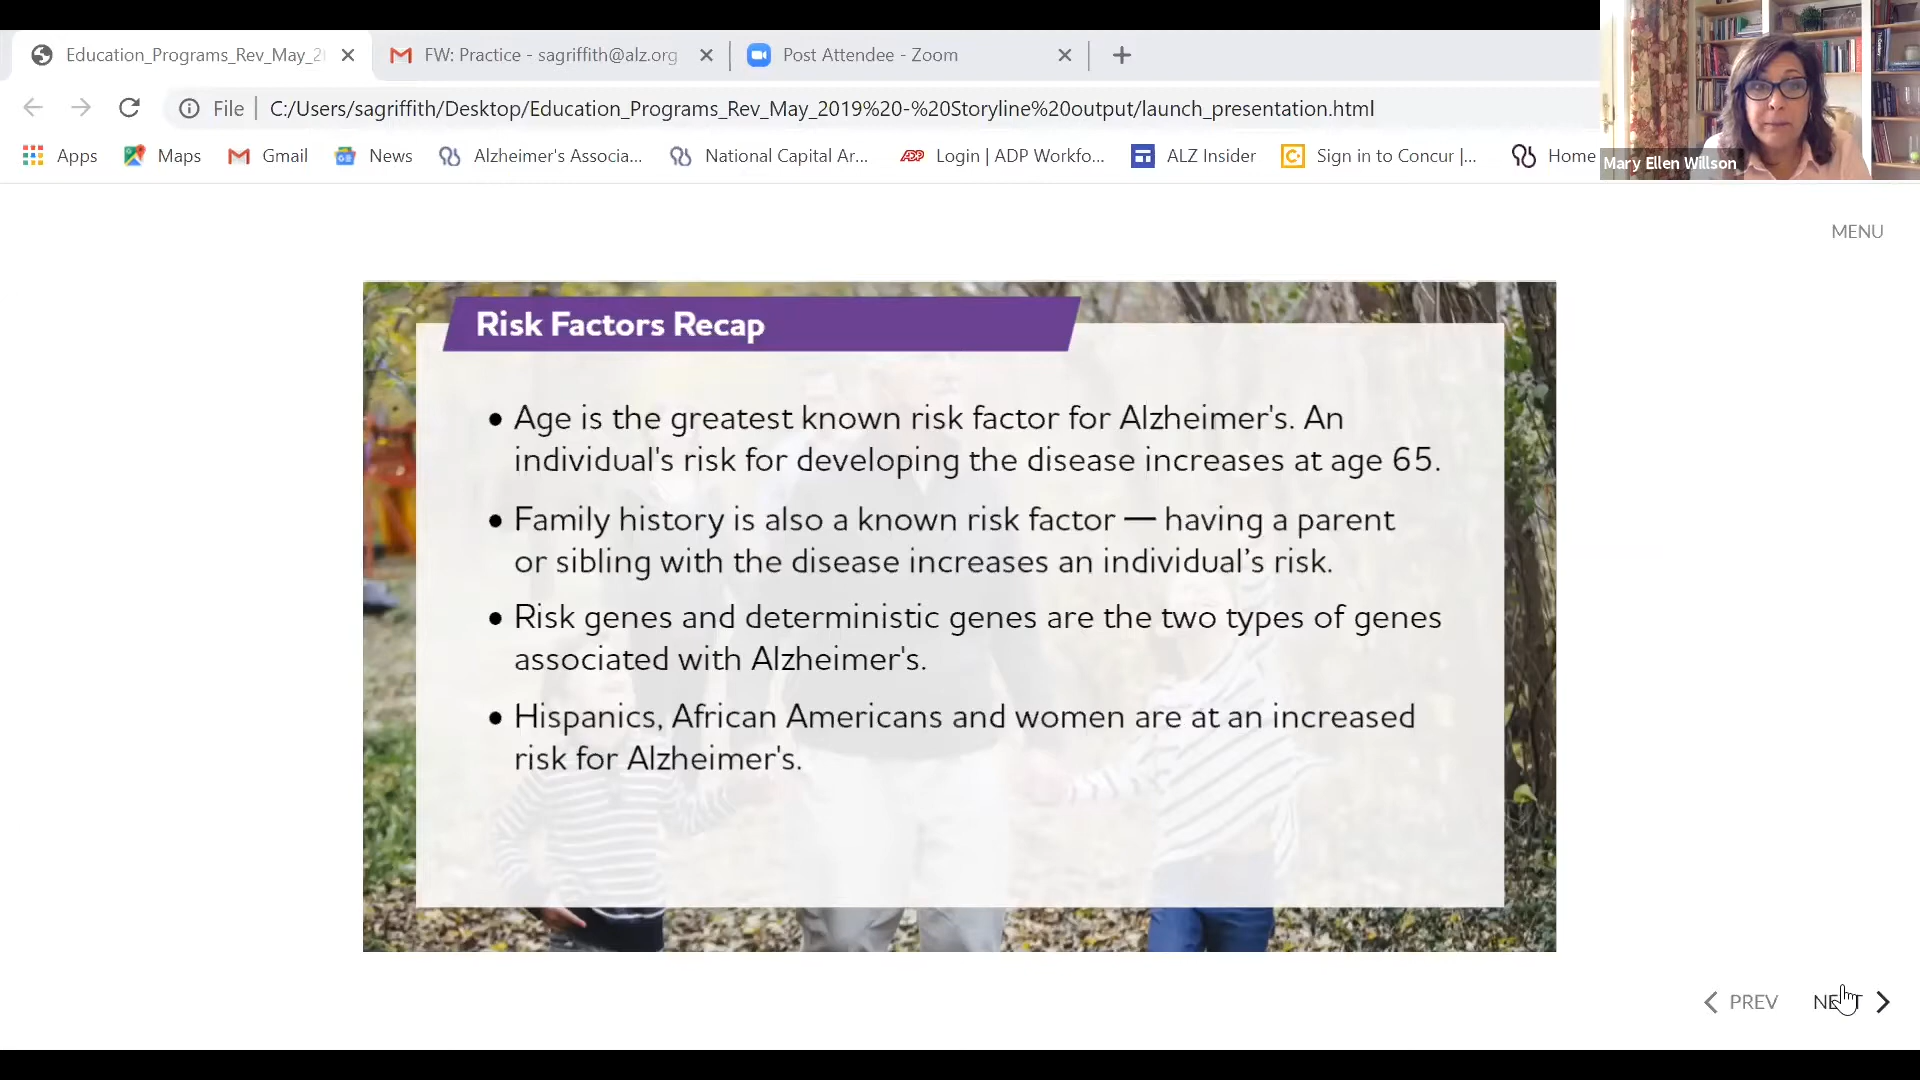 Education_Programs_Rev_May_2
FW: Practice - sagriffith@alz.org
Post Attendee - Zoom
File
C:/Users/sagriffith/Desktop/Education_Programs_Rev_May_2019%20-%20Storyline%20output/launch_presentation.html
Apps
Maps
Gmail
News
Alzheimer's Associa...
National Capital Ar...
ADP
Login | ADP Workfo...
ALZ Insider
Sign in to Concur |...
Home
Mary Ellen Willson
MENU
Risk Factors Recap
• Age is the greatest known risk factor for Alzheimer's. An
individual's risk for developing the disease increases at age 65.
• Family history is also a known risk factor — having a parent
or sibling with the disease increases an individual’s risk.
• Risk genes and deterministic genes are the two types of genes
associated with Alzheimer's.
• Hispanics, African Americans and women are at an increased
risk for Alzheimer's.
PREV
NEXT